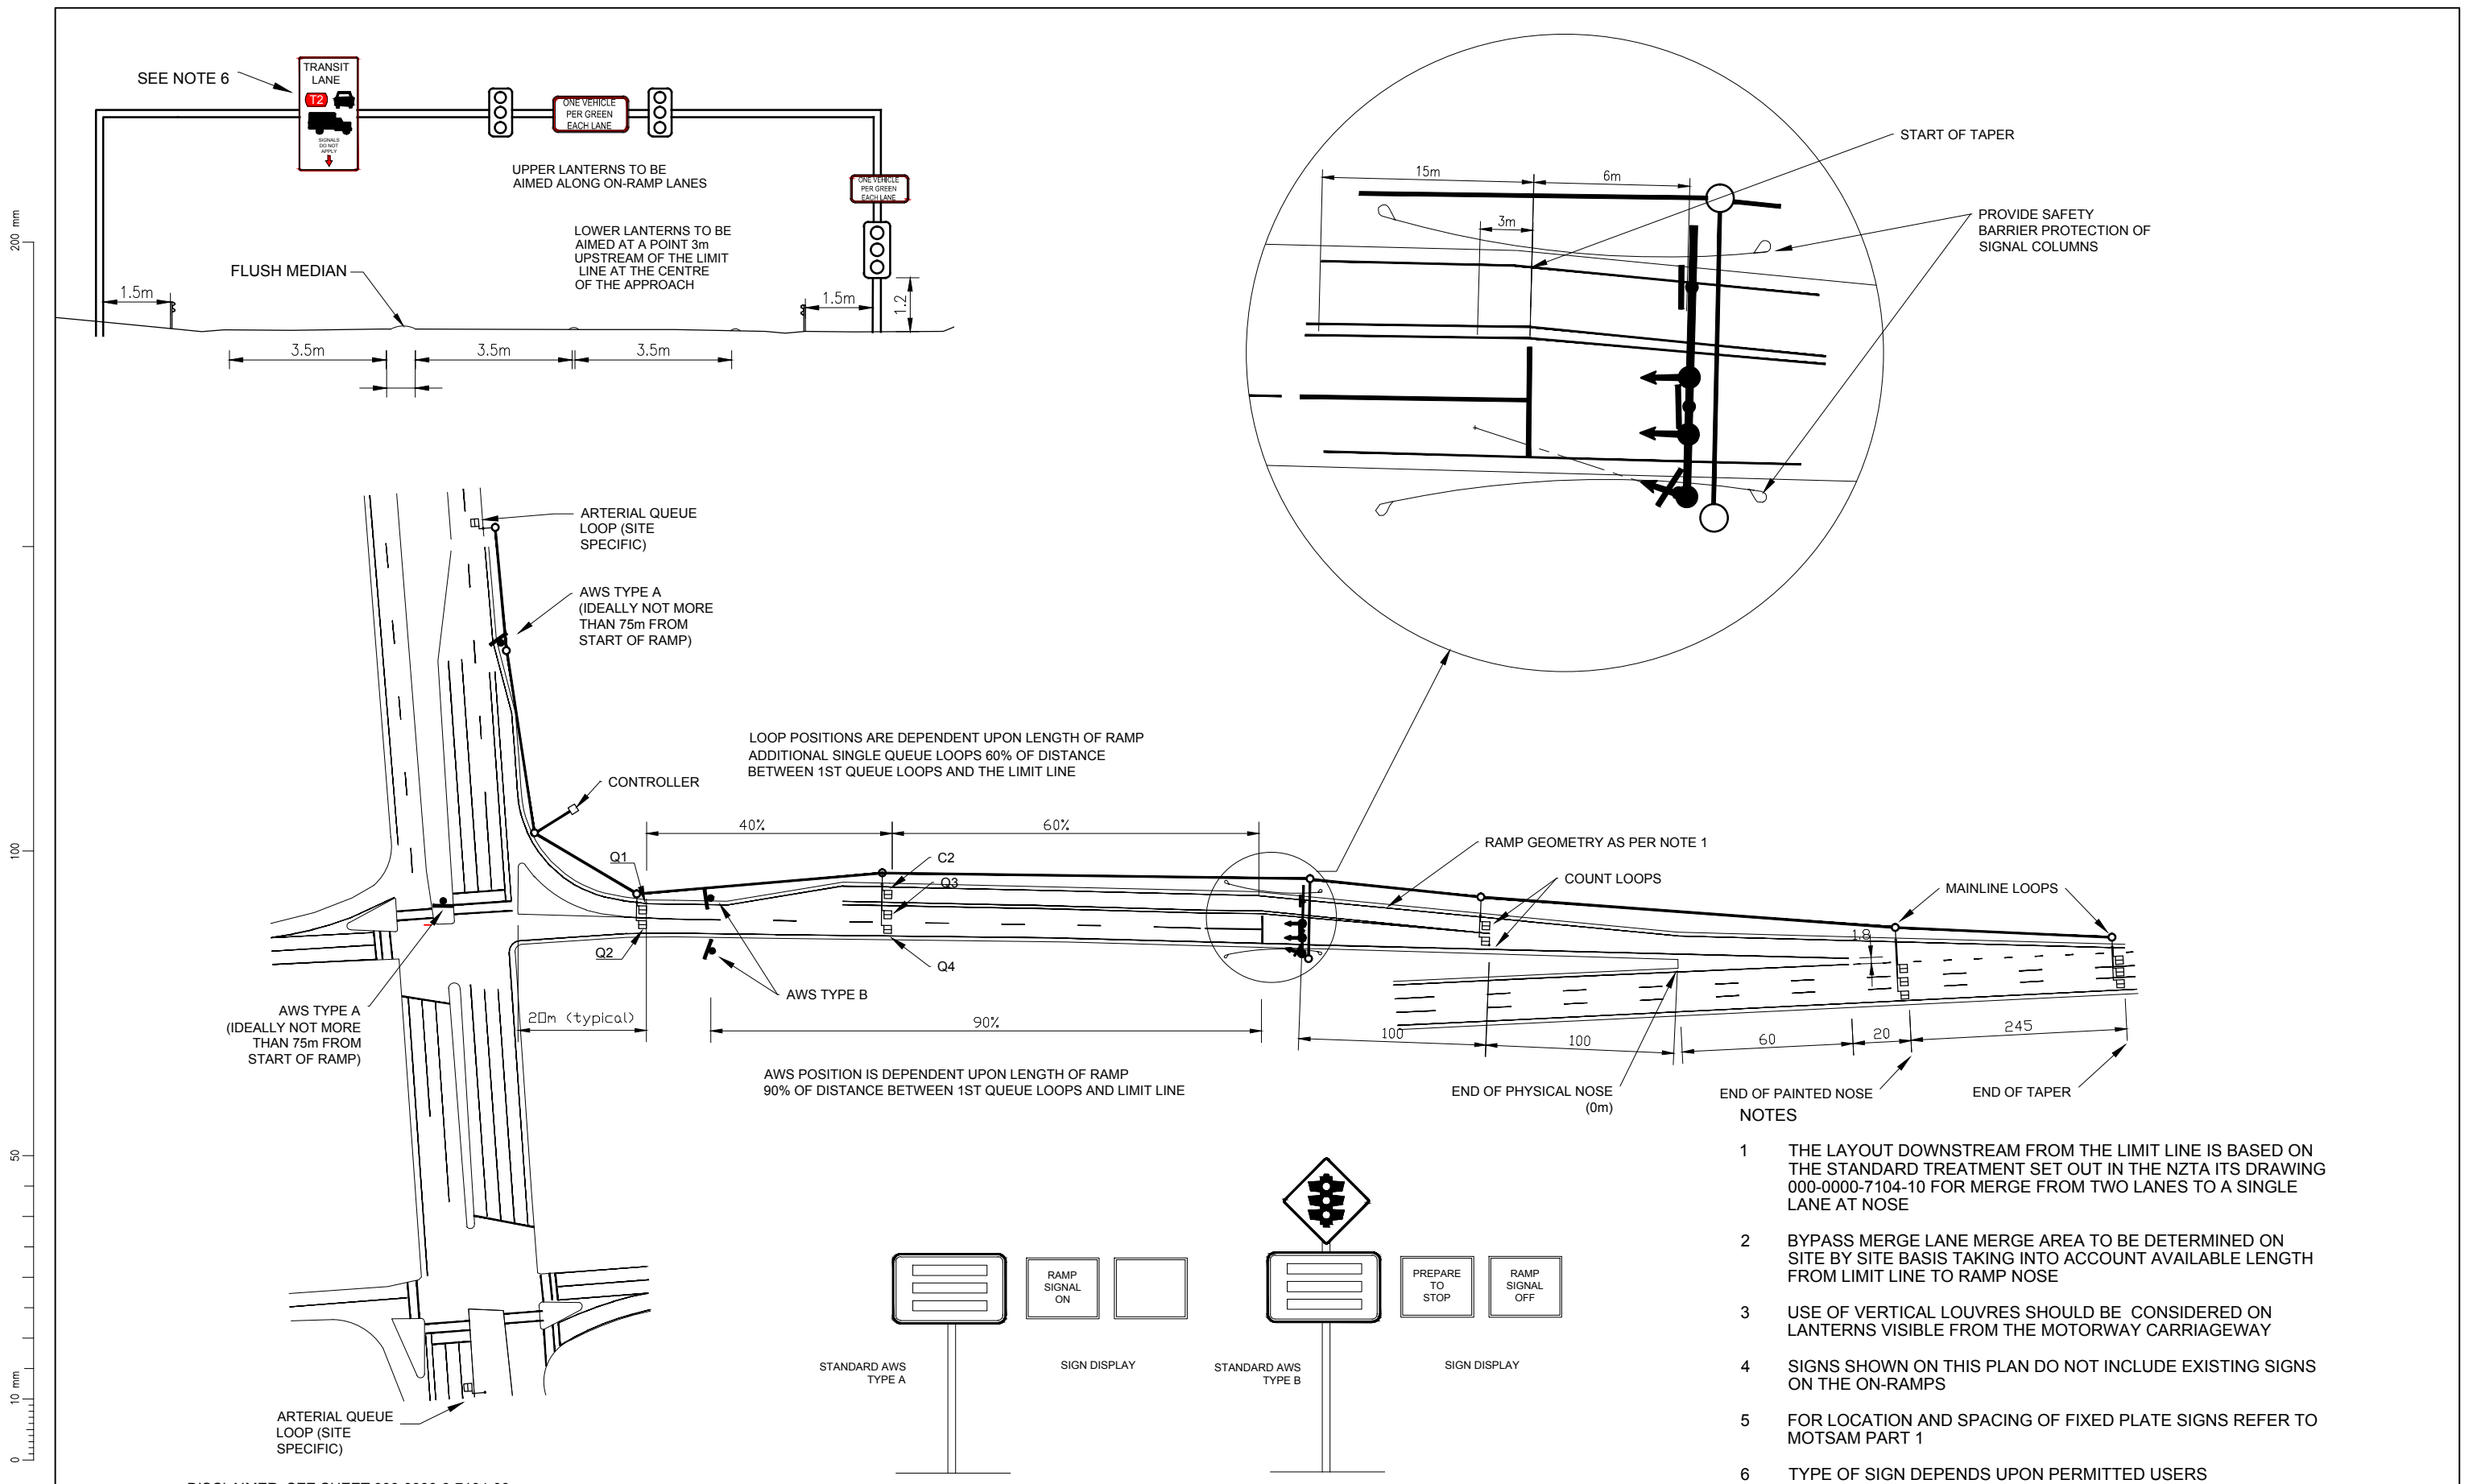 SEE NOTE 6
TRANSIT
LANE
T2
SIGNALS
DO NOT
APPLY
ONE VEHICLE
PER GREEN
EACH LANE
UPPER LANTERNS TO BE
AIMED ALONG ON-RAMP LANES
ONE VEHICLE
PER GREEN
EACH LANE
LOWER LANTERNS TO BE
AIMED AT A POINT 3m
UPSTREAM OF THE LIMIT
LINE AT THE CENTRE
OF THE APPROACH
FLUSH MEDIAN
1.5m
1.5m
1.2
3.5m
3.5m
3.5m
START OF TAPER
15m
6m
3m
PROVIDE SAFETY
BARRIER PROTECTION OF
SIGNAL COLUMNS
200 mm
100
50
10 mm
0
ARTERIAL QUEUE
LOOP (SITE
SPECIFIC)
AWS TYPE A
(IDEALLY NOT MORE
THAN 75m FROM
START OF RAMP)
LOOP POSITIONS ARE DEPENDENT UPON LENGTH OF RAMP
ADDITIONAL SINGLE QUEUE LOOPS 60% OF DISTANCE
BETWEEN 1ST QUEUE LOOPS AND THE LIMIT LINE
CONTROLLER
40%
60%
Q1
C2
Q3
RAMP GEOMETRY AS PER NOTE 1
COUNT LOOPS
MAINLINE LOOPS
1.8
Q2
Q4
AWS TYPE B
AWS TYPE A
(IDEALLY NOT MORE
THAN 75m FROM
START OF RAMP)
20m (typical)
90%
100
100
60
20
245
AWS POSITION IS DEPENDENT UPON LENGTH OF RAMP
90% OF DISTANCE BETWEEN 1ST QUEUE LOOPS AND LIMIT LINE
END OF PHYSICAL NOSE
(0m)
END OF PAINTED NOSE
END OF TAPER
NOTES
1 THE LAYOUT DOWNSTREAM FROM THE LIMIT LINE IS BASED ON
THE STANDARD TREATMENT SET OUT IN THE NZTA ITS DRAWING
000-0000-7104-10 FOR MERGE FROM TWO LANES TO A SINGLE
LANE AT NOSE
2 BYPASS MERGE LANE MERGE AREA TO BE DETERMINED ON
SITE BY SITE BASIS TAKING INTO ACCOUNT AVAILABLE LENGTH
FROM LIMIT LINE TO RAMP NOSE
3 USE OF VERTICAL LOUVRES SHOULD BE CONSIDERED ON
LANTERNS VISIBLE FROM THE MOTORWAY CARRIAGEWAY
4 SIGNS SHOWN ON THIS PLAN DO NOT INCLUDE EXISTING SIGNS
ON THE ON-RAMPS
5 FOR LOCATION AND SPACING OF FIXED PLATE SIGNS REFER TO
MOTSAM PART 1
6 TYPE OF SIGN DEPENDS UPON PERMITTED USERS
RAMP
SIGNAL
ON
STANDARD AWS
TYPE A
SIGN DISPLAY
PREPARE
TO
STOP
RAMP
SIGNAL
OFF
STANDARD AWS
TYPE B
SIGN DISPLAY
ARTERIAL QUEUE
LOOP (SITE
SPECIFIC)